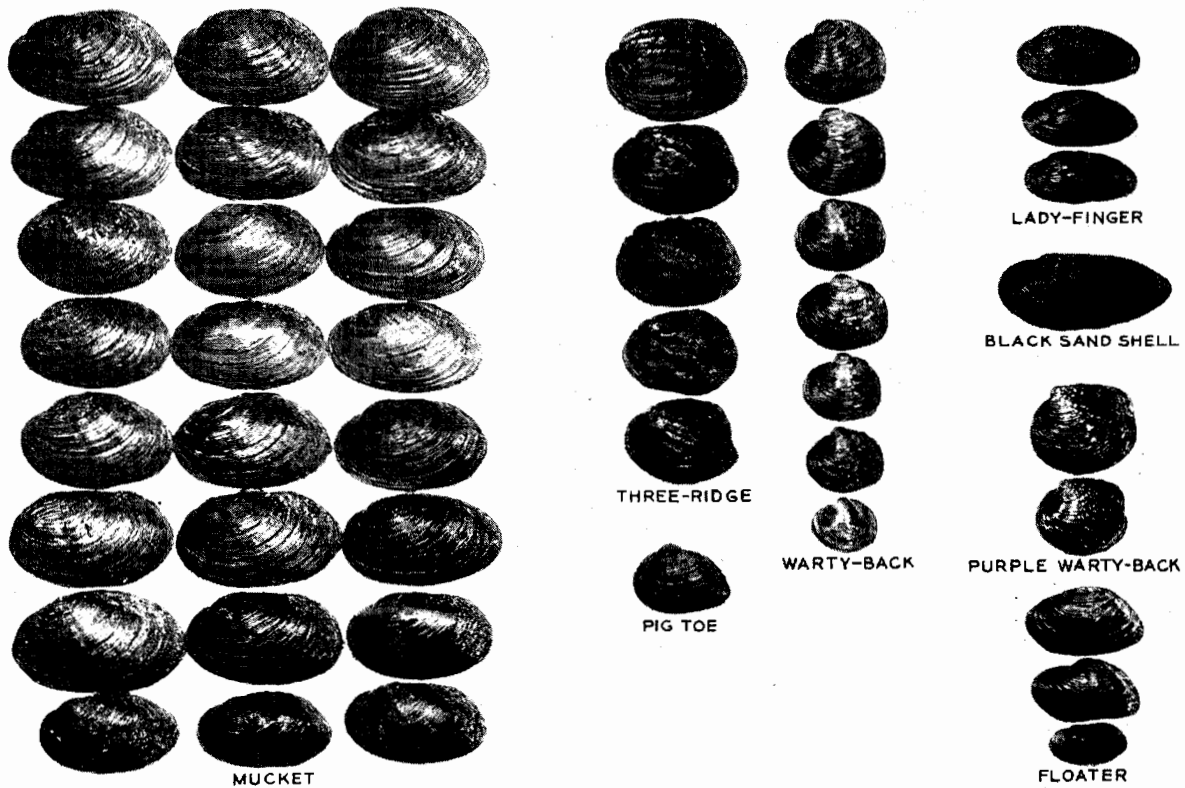 LADY-FINGER
BLACK SAND SHELL
THREE-RIDGE
WARTY-BACK
PURPLE WARTY-BACK
PIG TOE
MUCKET
FLOATER